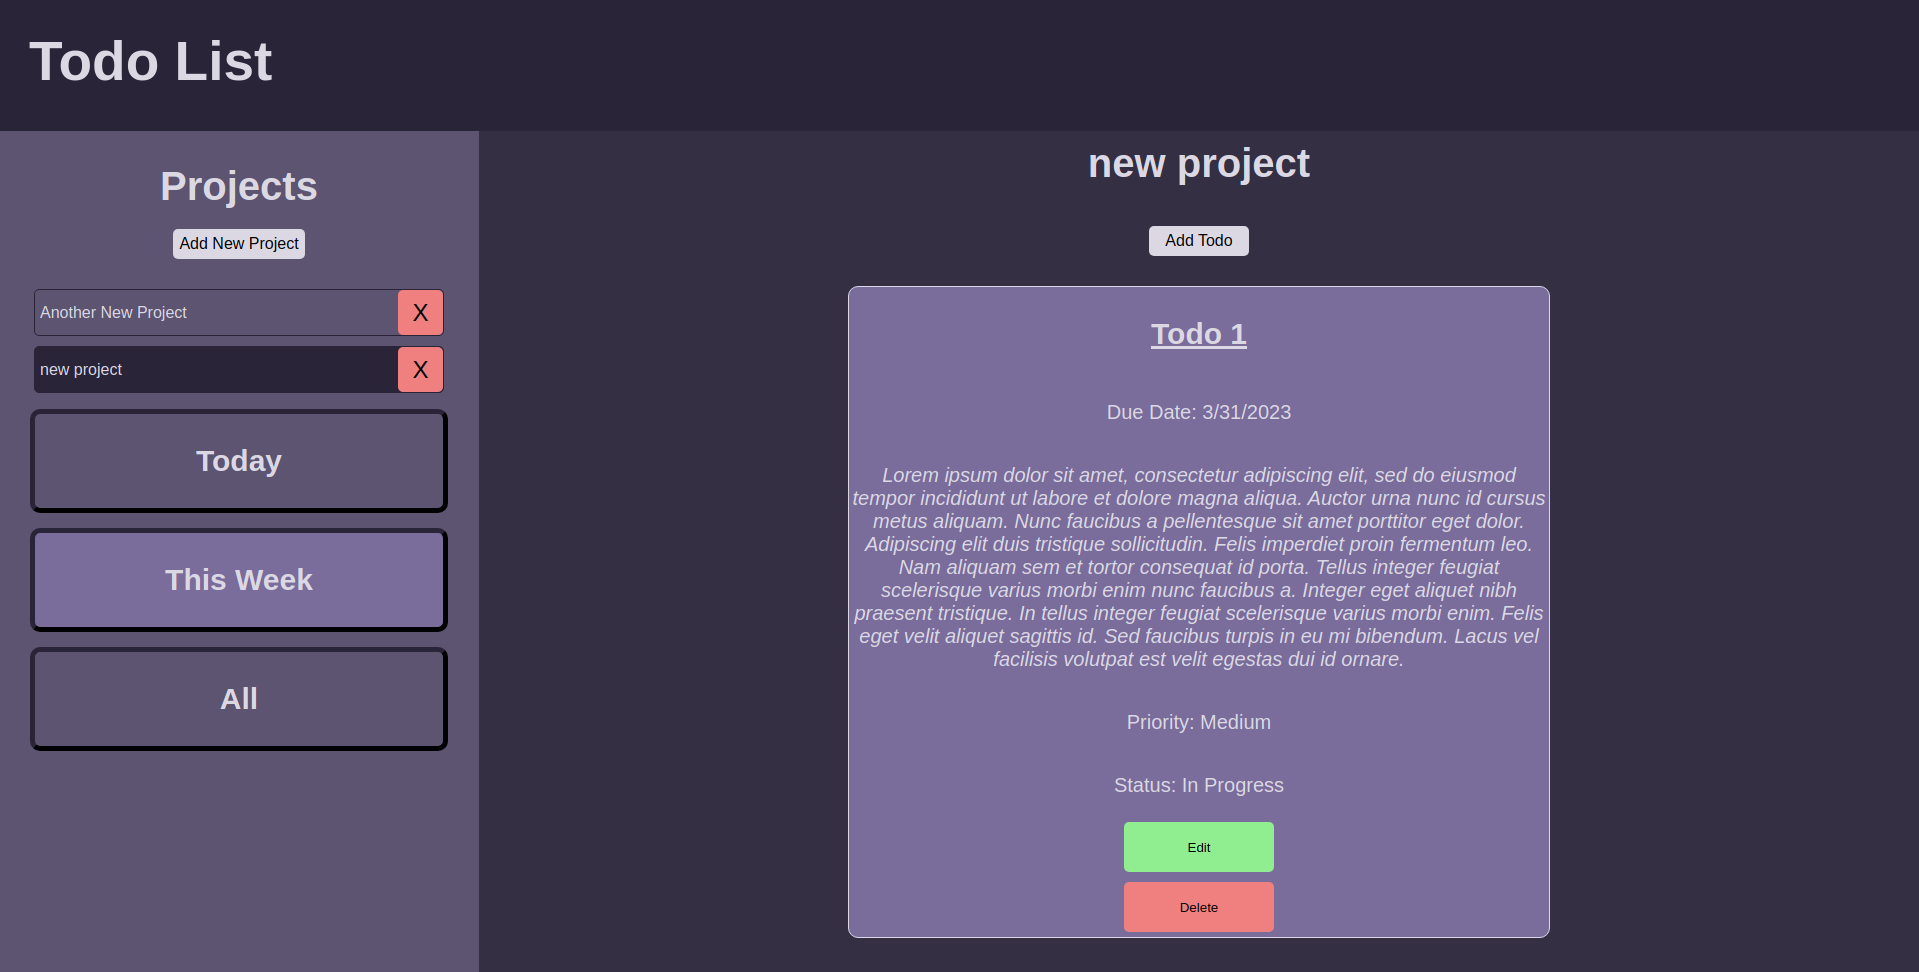 Todo List
Projects
Add New Project
Another New Project
X
new project
X
Today
This Week
All
new project
Add Todo
Todo 1
Due Date: 3/31/2023
Lorem ipsum dolor sit amet, consectetur adipiscing elit, sed do eiusmod
tempor incididunt ut labore et dolore magna aliqua. Auctor urna nunc id cursus
metus aliquam. Nunc faucibus a pellentesque sit amet porttitor eget dolor.
Adipiscing elit duis tristique sollicitudin. Felis imperdiet proin fermentum leo.
Nam aliquam sem et tortor consequat id porta. Tellus integer feugiat
scelerisque varius morbi enim nunc faucibus a. Integer eget aliquet nibh
praesent tristique. In tellus integer feugiat scelerisque varius morbi enim. Felis
eget velit aliquet sagittis id. Sed faucibus turpis in eu mi bibendum. Lacus vel
facilisis volutpat est velit egestas dui id ornare.
Priority: Medium
Status: In Progress
Edit
Delete